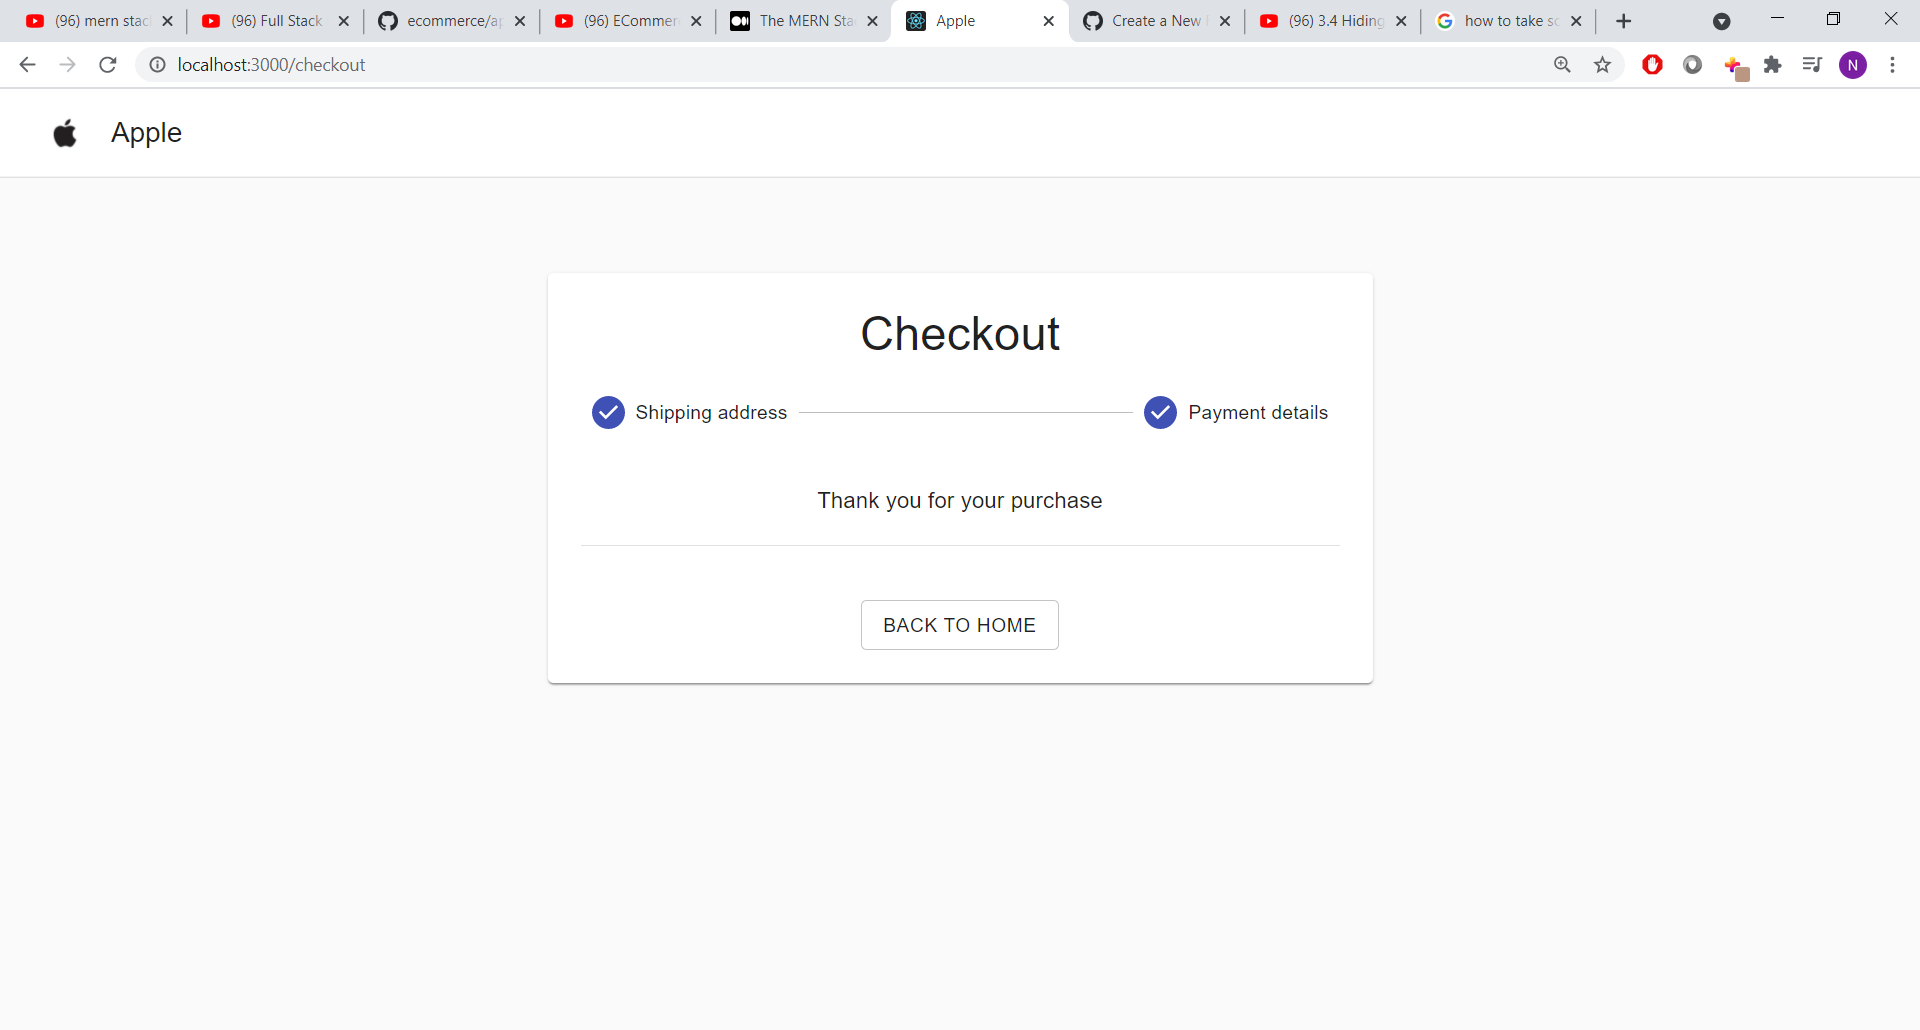 (96) mern stac
(96) Full Stack
ecommerce/ap
(96) ECommer
The MERN Sta
Apple
Create a New
(96) 3.4 Hiding
how to take sc
localhost:3000/checkout
N
Apple
Checkout
Shipping address
Payment details
Thank you for your purchase
BACK TO HOME